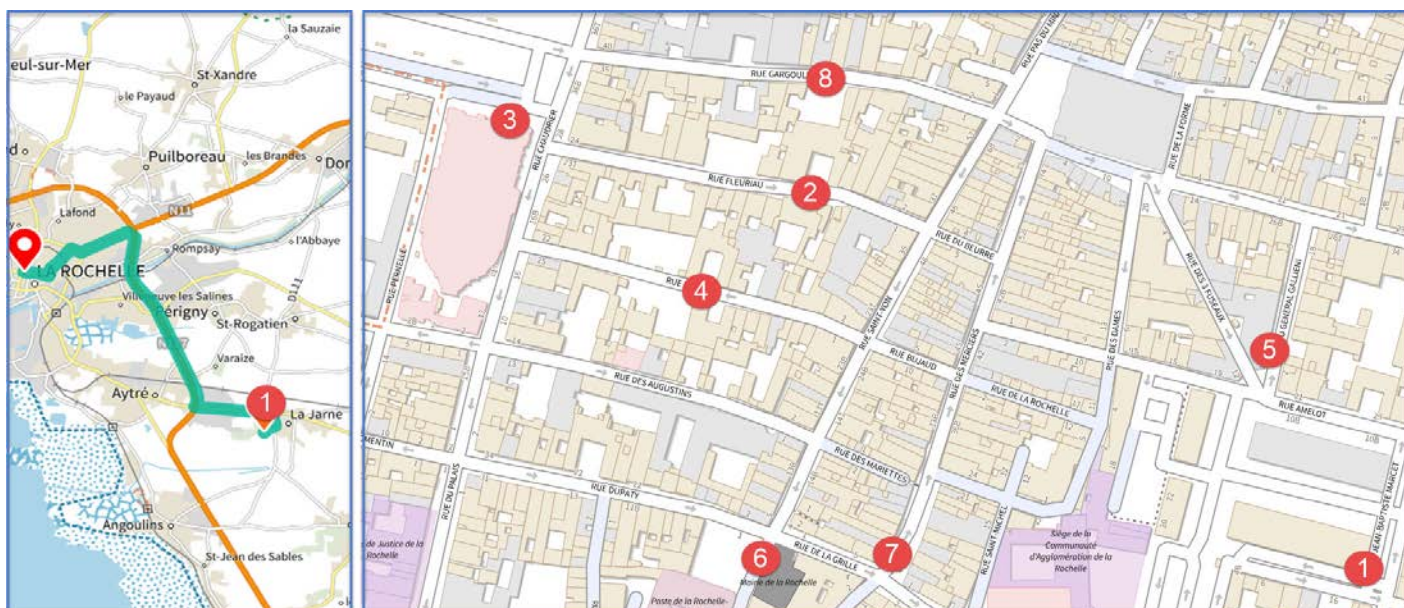 la Sauzaie
eul-sur-Mer
St-Xandre
le Payaud
Puilboreau
les Brandes
Dor
Lafond
N11
Rompsay
l'Abbaye
LA ROCHELLE
D111
Villeneuve les Salines
Périgny
St-Rogatien
Varaize
Aytré
1
La Jarne
Angoulins
St-Jean des Sables
RUE PAS DU MIN
RUE GARGOUL
8
3
RUE CHAUDRIER
RUE DE LA FORME
RUE FLEURIAU
2
RUE DU BEURRE
RUE PERNELLE
RUE
4
RUE SAINT-YON
RUE DES 3 FUSEAUX
U GENERAL GALLIENI
5
RUE DES DAMES
RUE DES MERCIERS
RUE BUJAUD
RUE DES AUGUSTINS
RUE DE LA ROCHELLE
RUE AMELOT
MENTIN
RUE DU PALAIS
RUE DES MARIETTES
RUE DUPATY
JEAN-BAPTISTE MARCET
RUE SAINT-MICHEL
RUE DE LA GRILLE
6
7
1
Mairie de la Rochelle
de Justice de la
Rochelle
Poste de la Rochelle-
Siège de la
Communauté
d'Agglomération de la
Rochelle